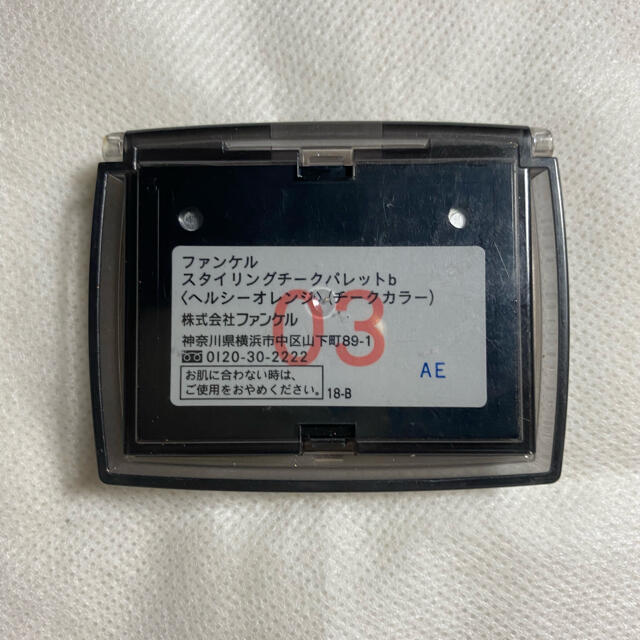 ファンケル
スタイリングチークパレットb
〈ヘルシーオレンジ〉(チークカラー)
株式会社ファンケル
神奈川県横浜市中区山下町89-1
0120-30-2222
お肌に合わない時は、
ご使用をおやめください。
18-B
03
AE